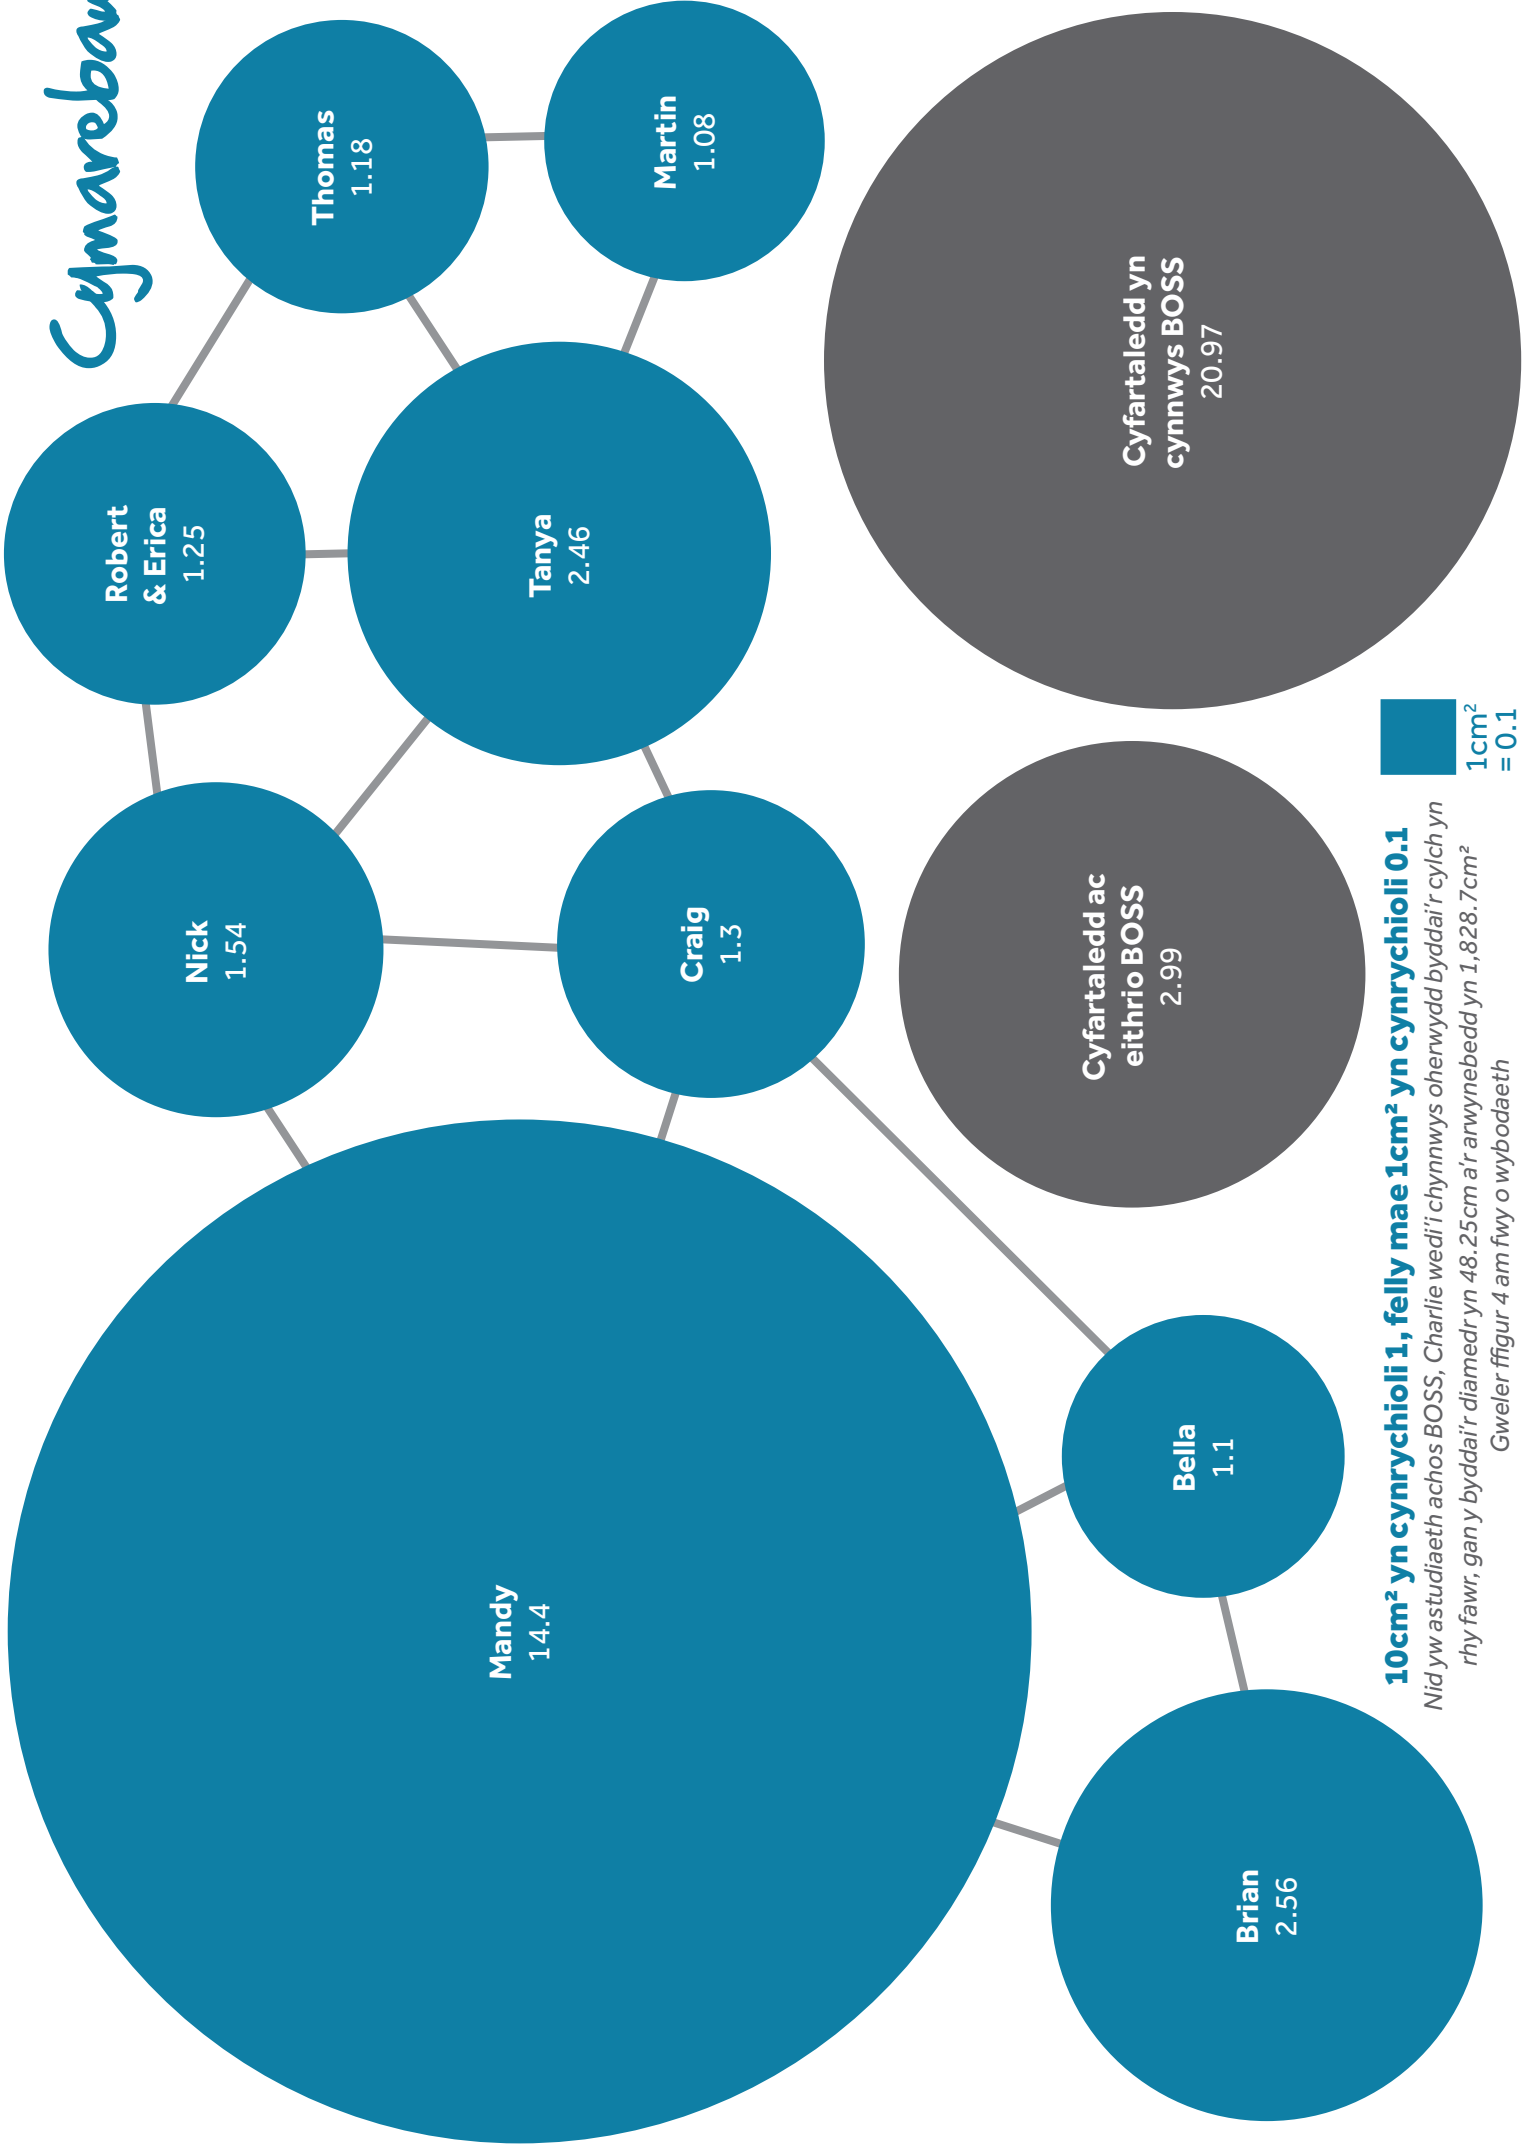 Cymarebau
Robert
& Erica
1.25
Nick
1.54
Thomas
1.18
Mandy
14.4
Tanya
2.46
Martin
1.08
Craig
1.3
Cyfartaledd ac
eithrio BOSS
2.99
Cyfartaledd yn
cynnwys BOSS
20.97
Bella
1.1
Brian
2.56
10cm² yn cynrychioli 1, felly mae 1cm² yn cynrychioli 0.1
Nid yw astudiaeth achos BOSS, Charlie wedi'i chynnwys oherwydd byddai'r cylch yn
rhy fawr, gan y byddai'r diamedr yn 48.25cm a'r arwynebedd yn 1,828.7cm²
Gweler ffigur 4 am fwy o wybodaeth
1cm²
= 0.1